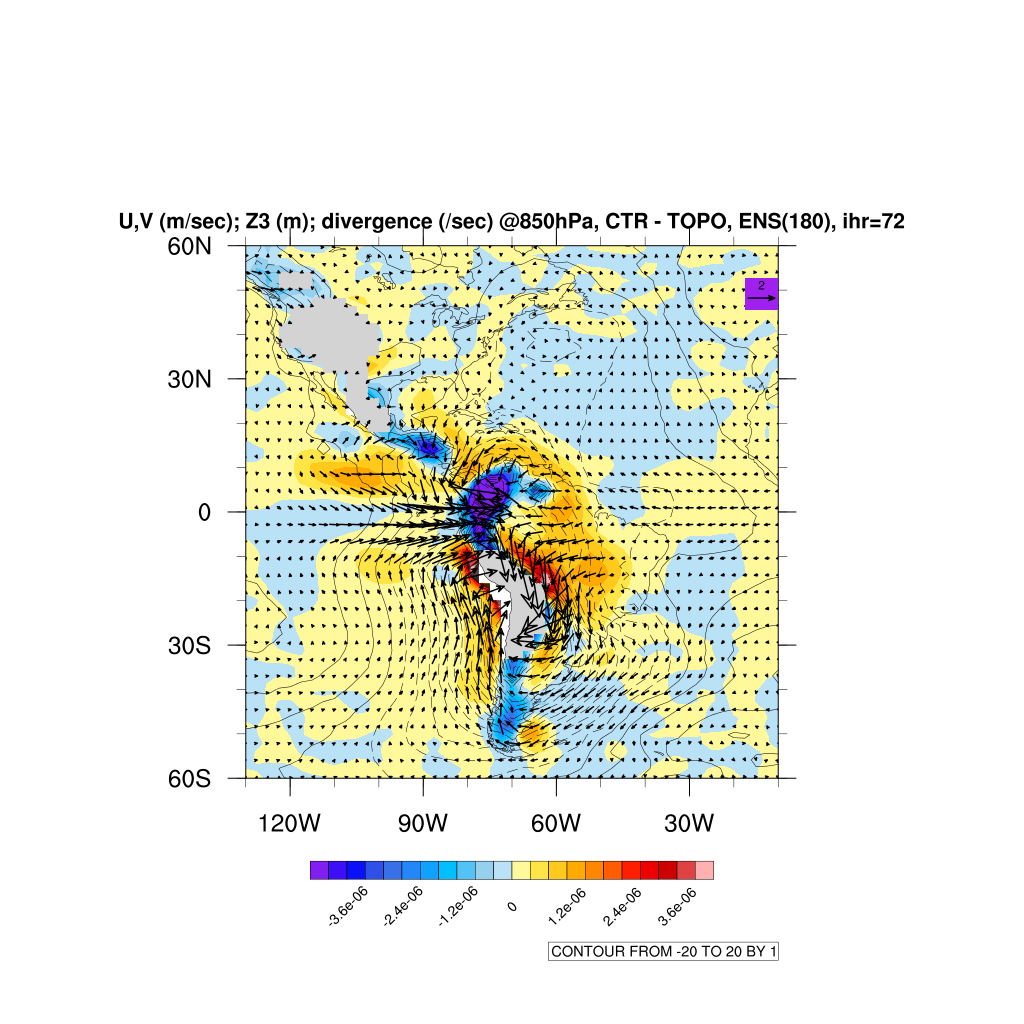 U,V (m/sec); Z3 (m); divergence (/sec) @850hPa, CTR - TOPO, ENS(180), ihr=72
60N
2
30N
0
30S
60S
120W 90W 60W 30W
-3.6e-06 -2.4e-06 -1.2e-06 0 1.2e-06 2.4e-06 3.6e-06
CONTOUR FROM -20 TO 20 BY 1